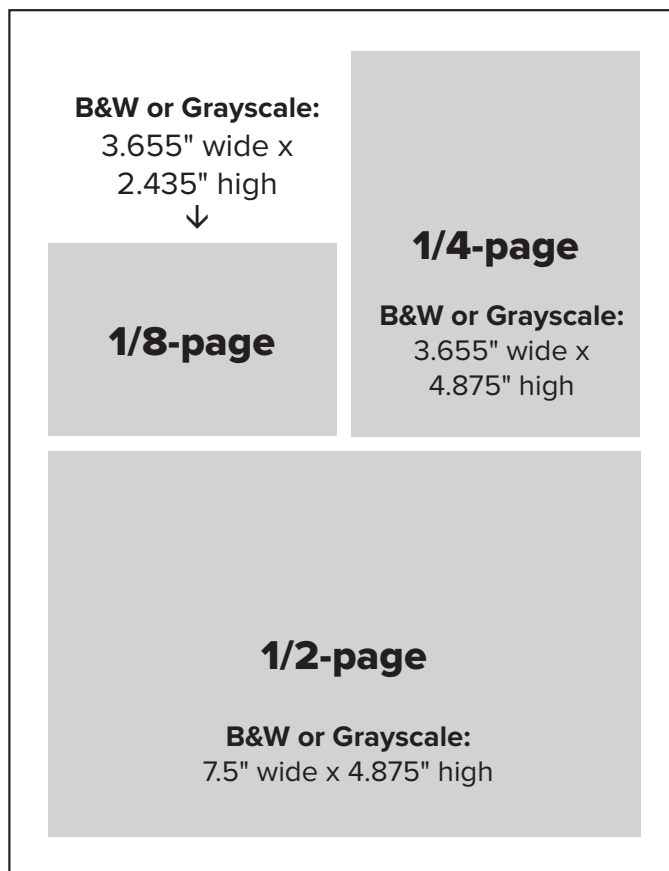 B&W or Grayscale:
3.655" wide x
2.435" high
↓
1/8-page
1/4-page
B&W or Grayscale:
3.655" wide x
4.875" high
1/2-page
B&W or Grayscale:
7.5" wide x 4.875" high